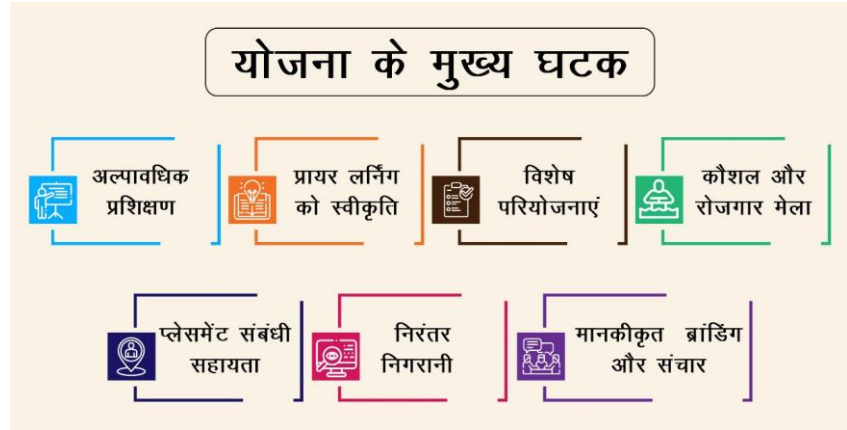 योजना के मुख्य घटक
अल्पावधिक
प्रशिक्षण
प्रायर लर्निंग
को स्वीकृति
विशेष
परियोजनाएं
कौशल और
रोजगार मेला
प्लेसमेंट संबंधी
सहायता
निरंतर
निगरानी
मानकीकृत ब्रांडिंग
और संचार